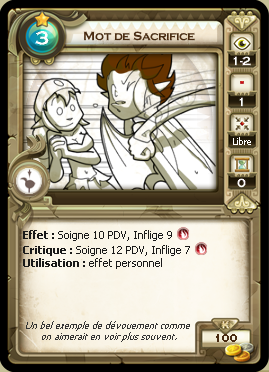 3
MOT DE SACRIFICE
1-2
1
Libre
0
Effet : Soigne 10 PDV, Inflige 9
Critique : Soigne 12 PDV, Inflige 7
Utilisation : effet personnel
Un bel exemple de dévouement comme
on aimerait en voir plus souvent.
K
100